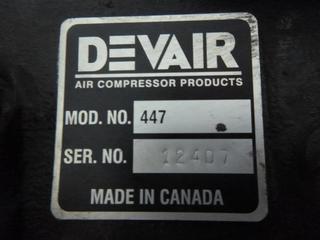 DEVAIR
AIR COMPRESSOR PRODUCTS
MOD. NO. 447
SER. NO. 12407
MADE IN CANADA